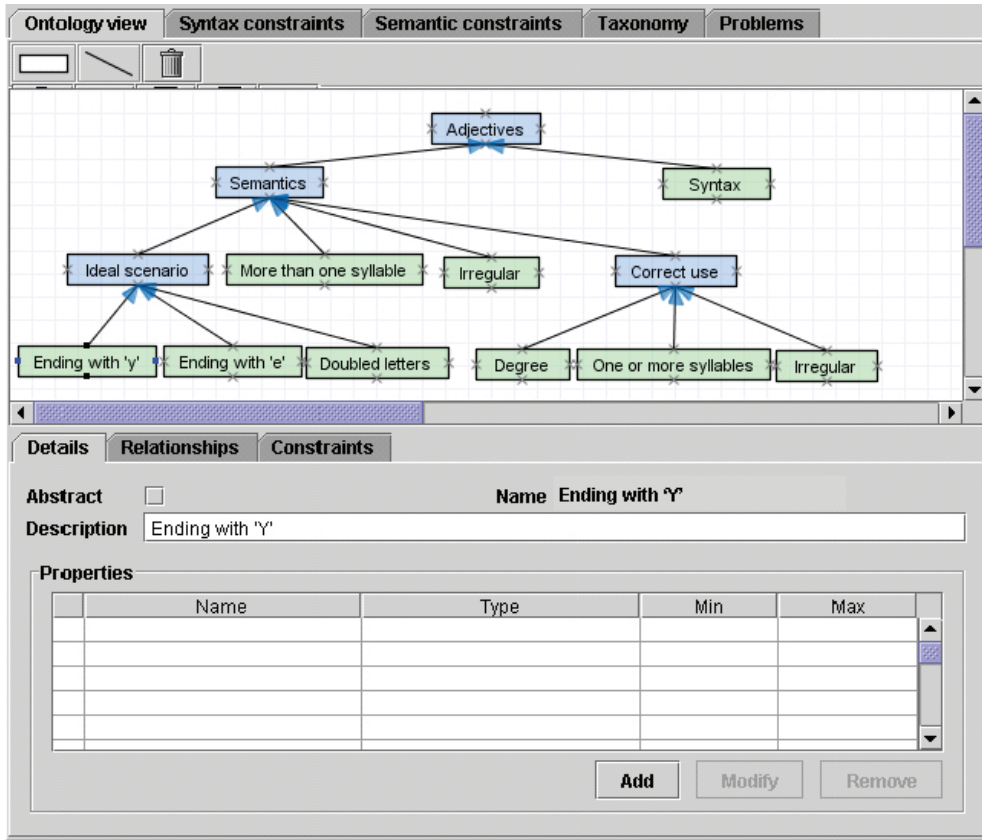 Ontology view Syntax constraints Semantic constraints Taxonomy Problems
Adjectives
Semantics Syntax
Ideal scenario More than one syllable Irregular Correct use
Ending with 'y' Ending with 'e' Doubled letters Degree One or more syllables Irregular
Details Relationships Constraints
Abstract Name Ending with ‘Y’
Description Ending with 'Y'
Properties
Name Type Min Max
Add Modify Remove